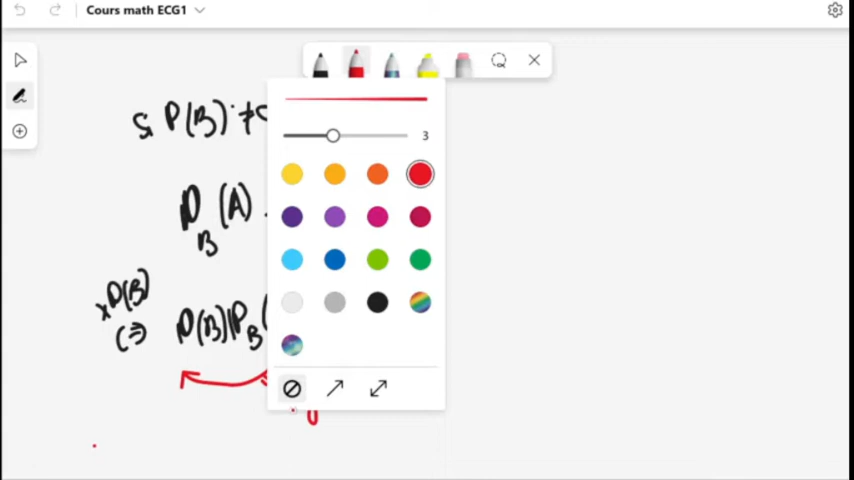 Cours math ECG1
Si P(B) ≠
3
P_B(A)
×P(B)
(⇒ P(B)P_B(